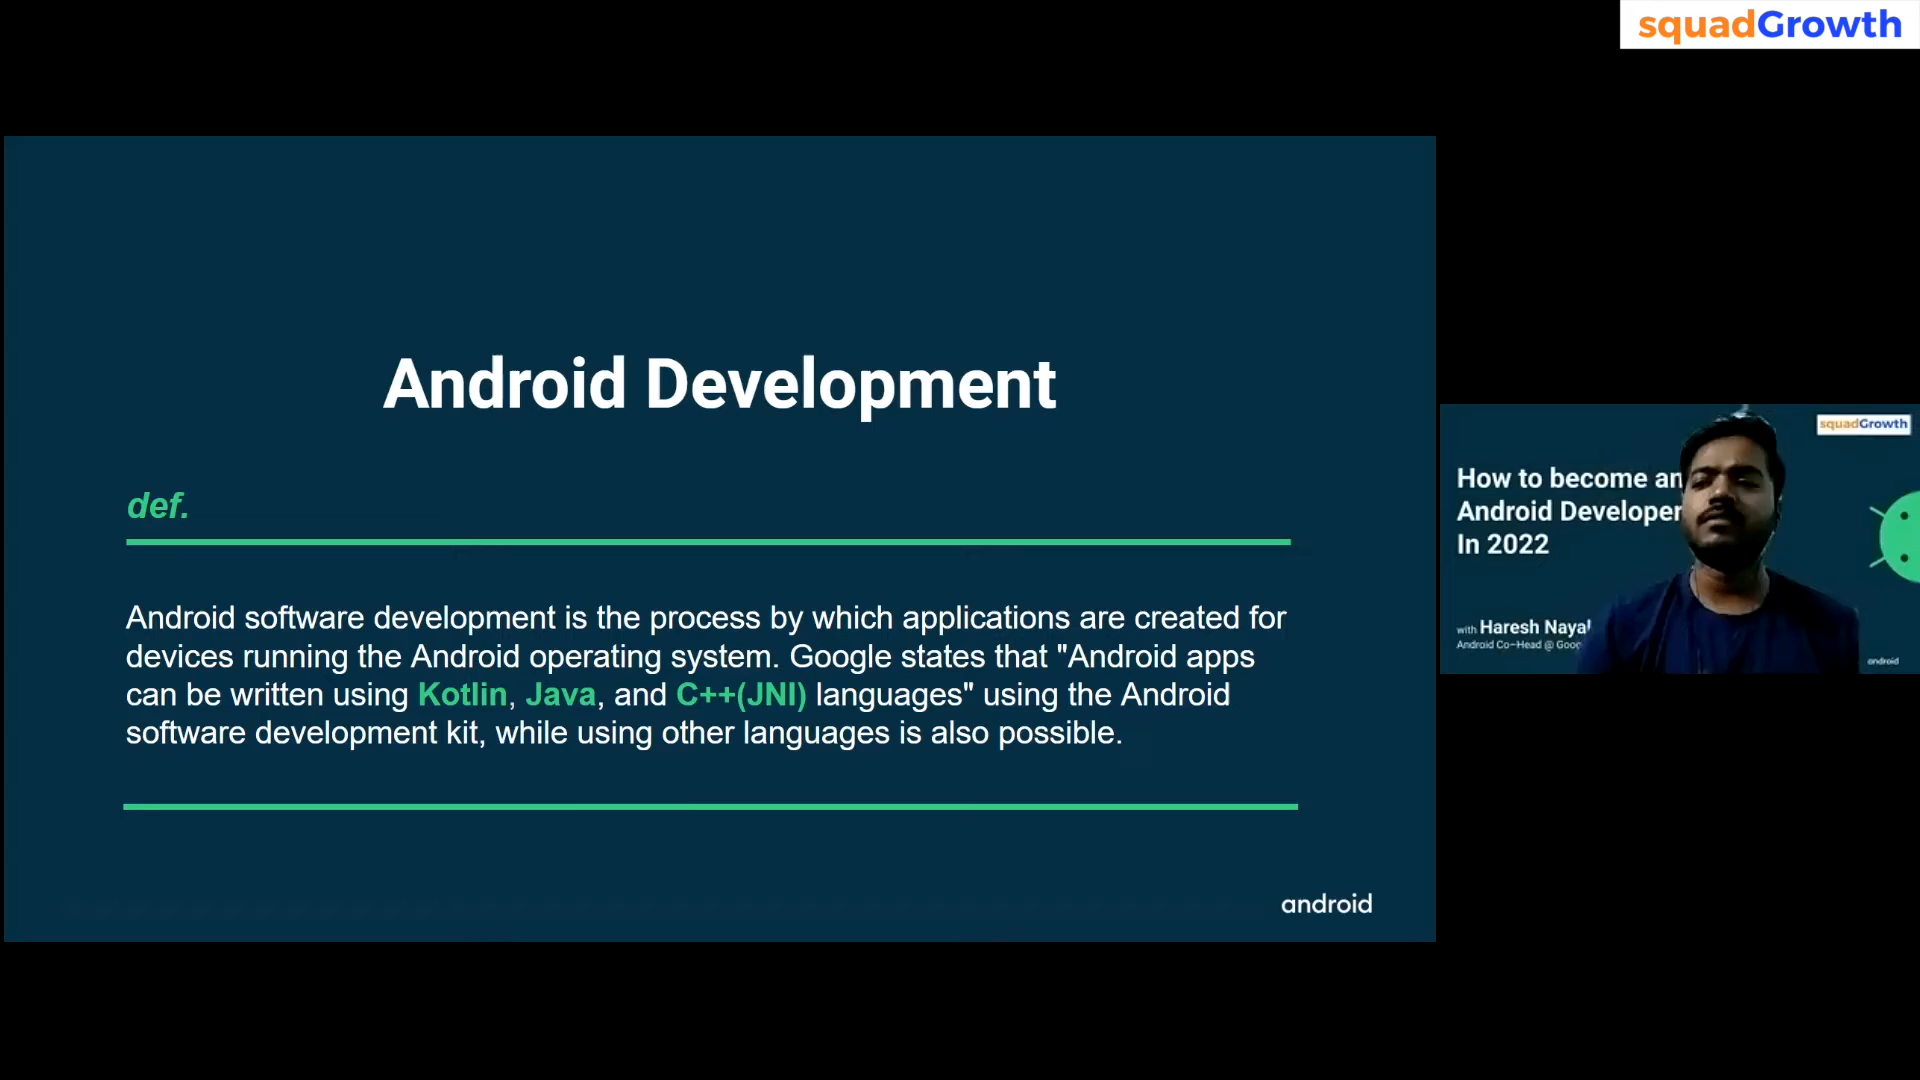 squadGrowth
Android Development
def.
Android software development is the process by which applications are created for
devices running the Android operating system. Google states that "Android apps
can be written using Kotlin, Java, and C++(JNI) languages" using the Android
software development kit, while using other languages is also possible.
android
squadGrowth
How to become an
Android Developer
In 2022
with Haresh Nayal
Android Co-Head @
android